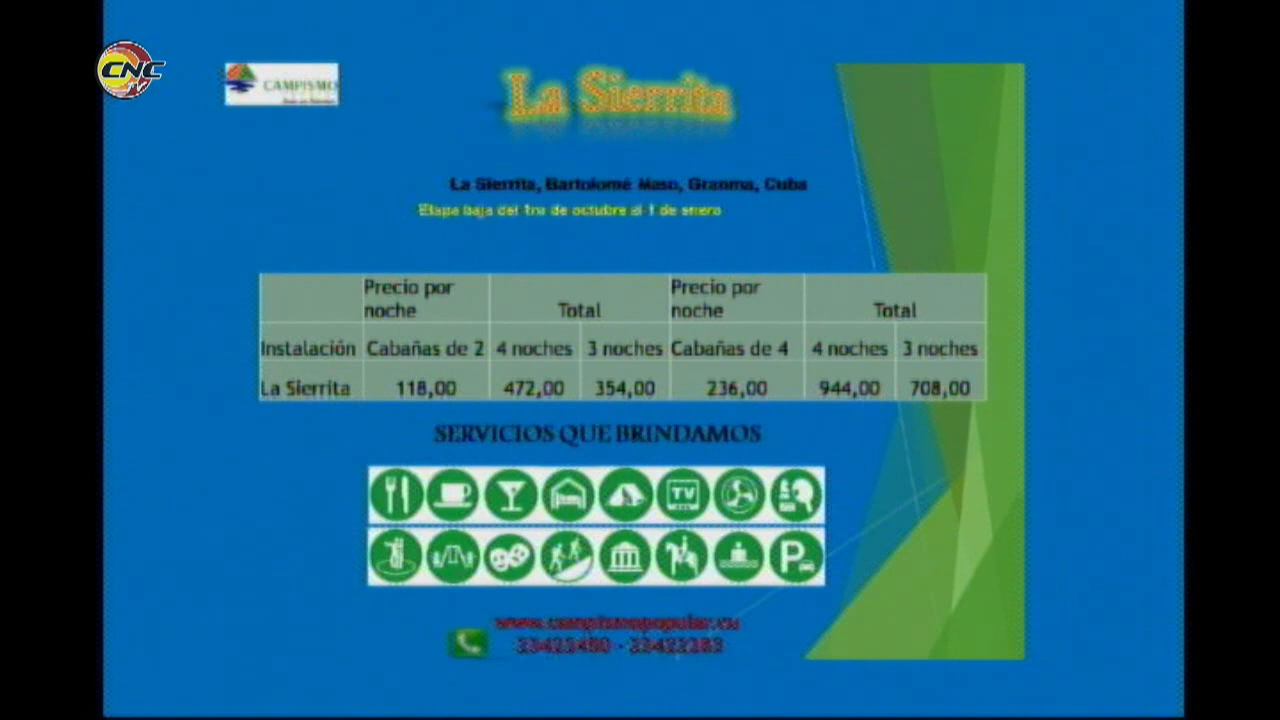 CNC
TV
CAMPISMO
La Sierrita
La Sierrita, Bartolomé Maso, Granma, Cuba
Etapa baja del 1ro de octubre al 1 de enero
Precio por noche Total Precio por noche Total
Instalación Cabañas de 2 4 noches 3 noches Cabañas de 4 4 noches 3 noches
La Sierrita 118,00 472,00 354,00 236,00 944,00 708,00
SERVICIOS QUE BRINDAMOS
TV
P
www.campismopopular.cu